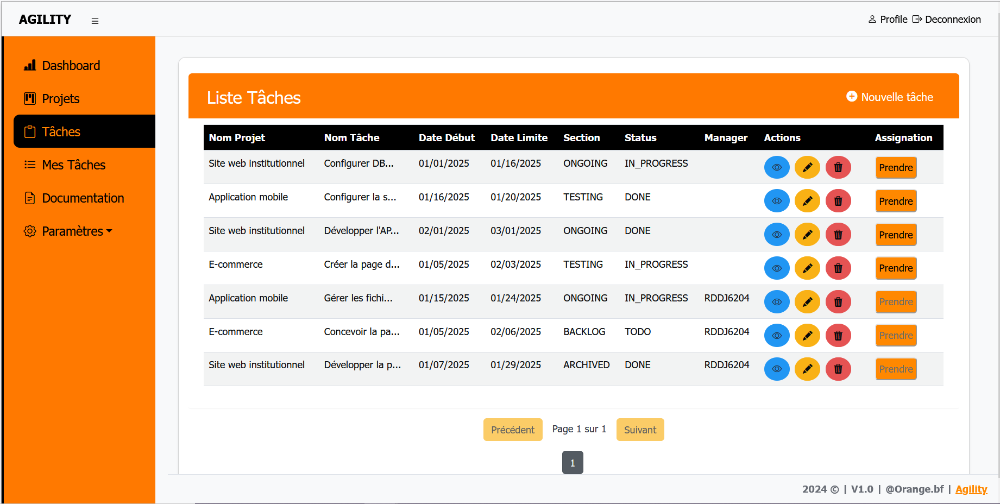 AGILITY Profile Deconnexion
Dashboard
Projets
Tâches
Mes Tâches
Documentation
Paramètres
Liste Tâches Nouvelle tâche
Nom Projet Nom Tâche Date Début Date Limite Section Status Manager Actions Assignation
Site web institutionnel Configurer DB... 01/01/2025 01/16/2025 ONGOING IN_PROGRESS Prendre
Application mobile Configurer la s... 01/16/2025 01/20/2025 TESTING DONE Prendre
Site web institutionnel Développer l'AP... 02/01/2025 03/01/2025 ONGOING DONE Prendre
E-commerce Créer la page d... 01/05/2025 02/03/2025 TESTING IN_PROGRESS Prendre
Application mobile Gérer les fichi... 01/15/2025 01/24/2025 ONGOING IN_PROGRESS RDDJ6204 Prendre
E-commerce Concevoir la pa... 01/05/2025 02/06/2025 BACKLOG TODO RDDJ6204 Prendre
Site web institutionnel Développer la p... 01/07/2025 01/29/2025 ARCHIVED DONE RDDJ6204 Prendre
Précédent Page 1 sur 1 Suivant
1
2024 © | V1.0 | @Orange.bf | Agility